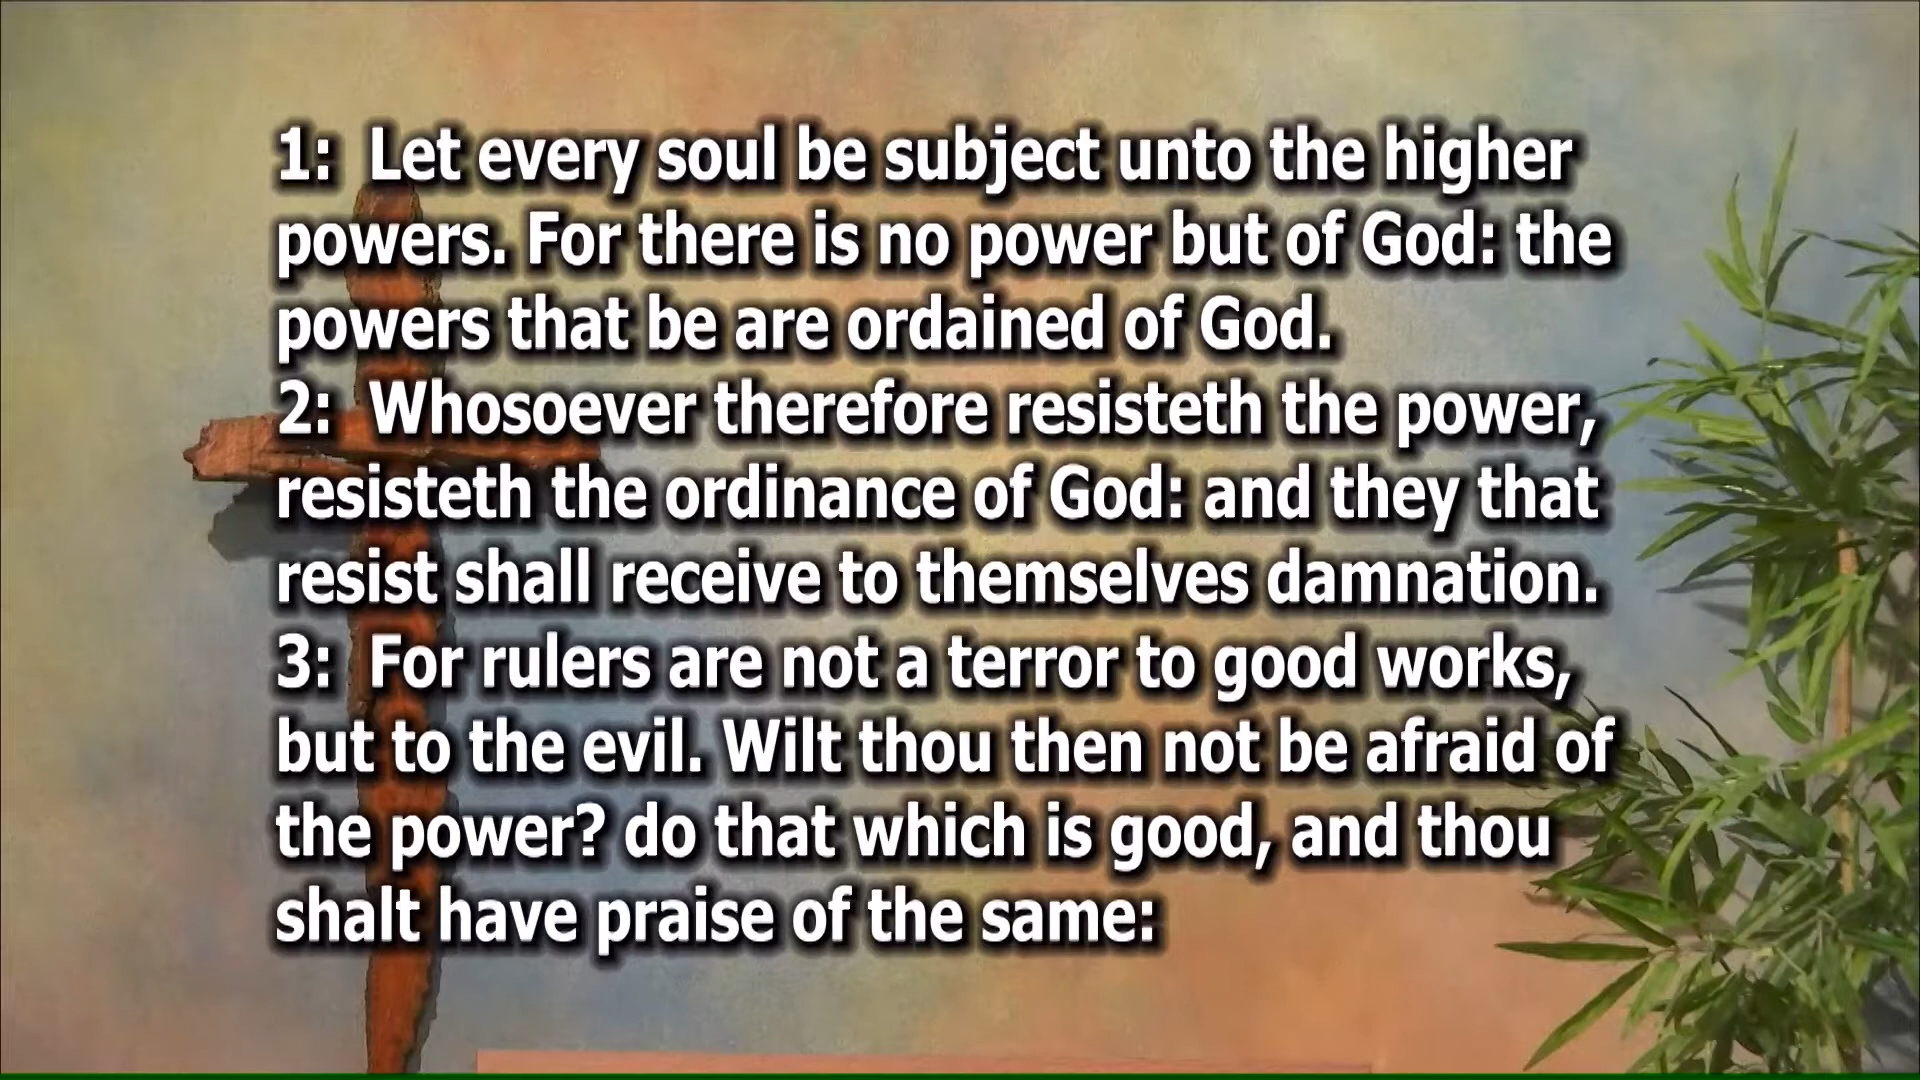 1: Let every soul be subject unto the higher
powers. For there is no power but of God: the
powers that be are ordained of God.
2: Whosoever therefore resisteth the power,
resisteth the ordinance of God: and they that
resist shall receive to themselves damnation.
3: For rulers are not a terror to good works,
but to the evil. Wilt thou then not be afraid of
the power? do that which is good, and thou
shalt have praise of the same: